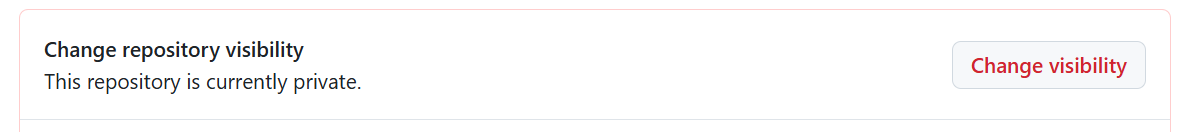 Change repository visibility
This repository is currently private.
Change visibility